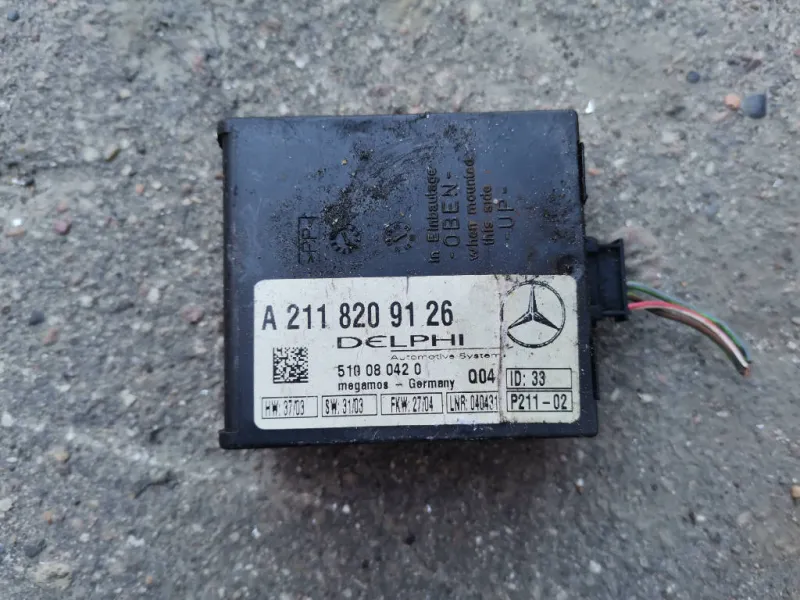 in Einbaulage
- OBEN -
when mounted
this side
- UP -
A 211 820 91 26
DELPHI
Automotive Systems
510 08 042 0
megamos - Germany
Q04
ID: 33
HW: 37/03
SW: 31/03
FKW: 27/04
LNR: 040431
P211-02